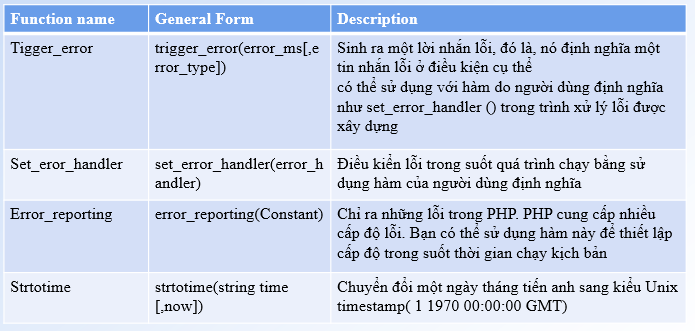 Function name
General Form
Description
Tigger_error
trigger_error(error_ms[,e
rror_type])
Sinh ra một lời nhắn lỗi, đó là, nó định nghĩa một
tin nhắn lỗi ở điều kiện cụ thể
có thể sử dụng với hàm do người dùng định nghĩa
như set_error_handler () trong trình xử lý lỗi được
xây dựng
Set_eror_handler
set_error_handler(error_h
andler)
Điều kiển lỗi trong suốt quá trình chạy bằng sử
dụng hàm của người dùng định nghĩa
Error_reporting
error_reporting(Constant)
Chỉ ra những lỗi trong PHP. PHP cung cấp nhiều
cấp độ lỗi. Bạn có thể sử dụng hàm này để thiết lập
cấp độ trong suốt thời gian chạy kịch bản
Strtotime
strtotime(string time
[,now])
Chuyển đổi một ngày tháng tiến anh sang kiểu Unix
timestamp( 1 1970 00:00:00 GMT)